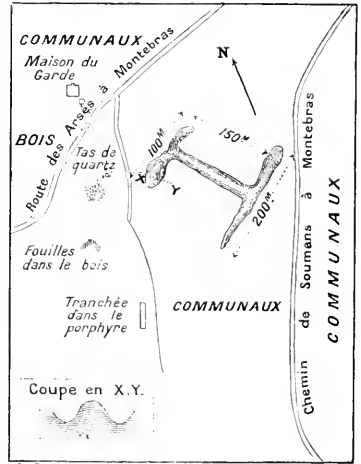 COMMUNAUX
Maison du
Garde
BOIS
Route des Arses à Montebras
Tas de
quartz
N
100M.
150M
200M.
X
Y
Fouilles
dans le bois
Tranchée
dans le
porphyre
COMMUNAUX
Chemin de Soumans à Montebras
COMMUNAUX
Coupe en X.Y.